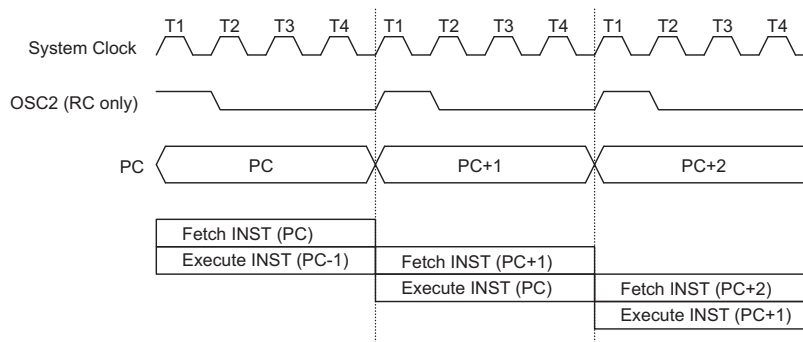 T1 T2 T3 T4 T1 T2 T3 T4 T1 T2 T3 T4
System Clock
OSC2 (RC only)
PC PC PC+1 PC+2
Fetch INST (PC)
Execute INST (PC-1) Fetch INST (PC+1)
Execute INST (PC) Fetch INST (PC+2)
Execute INST (PC+1)